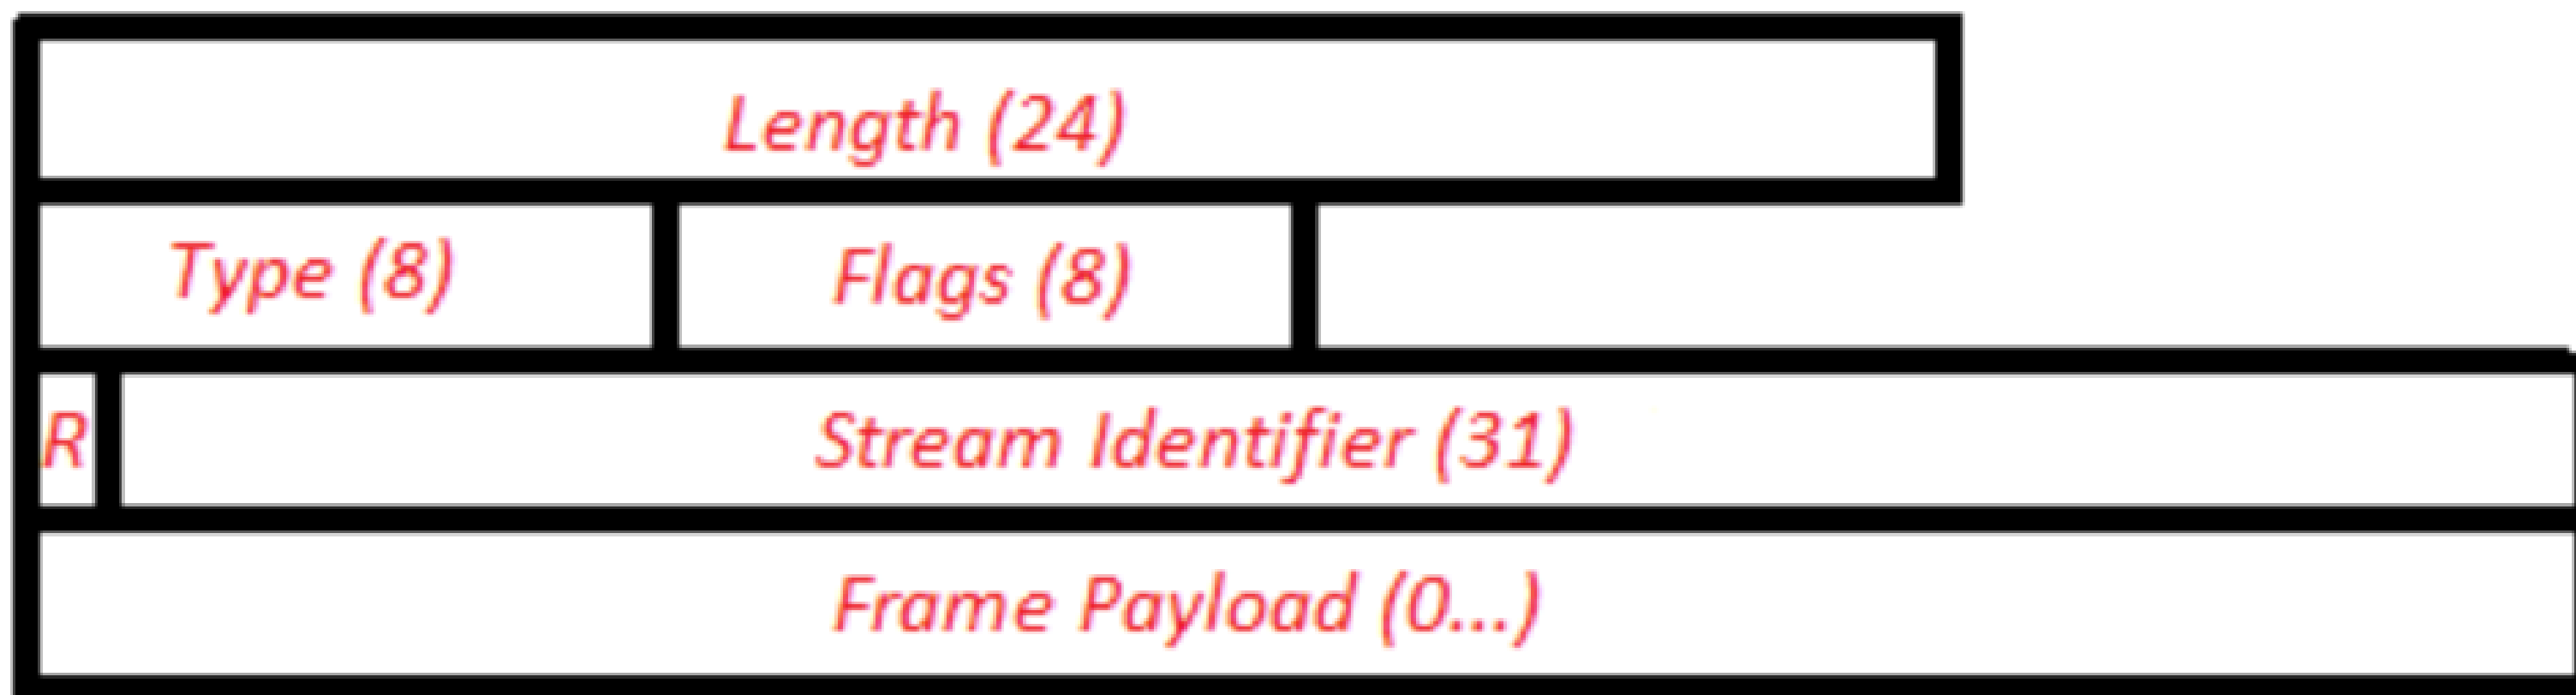 Length (24)
Type (8) Flags (8)
R Stream Identifier (31)
Frame Payload (0...)